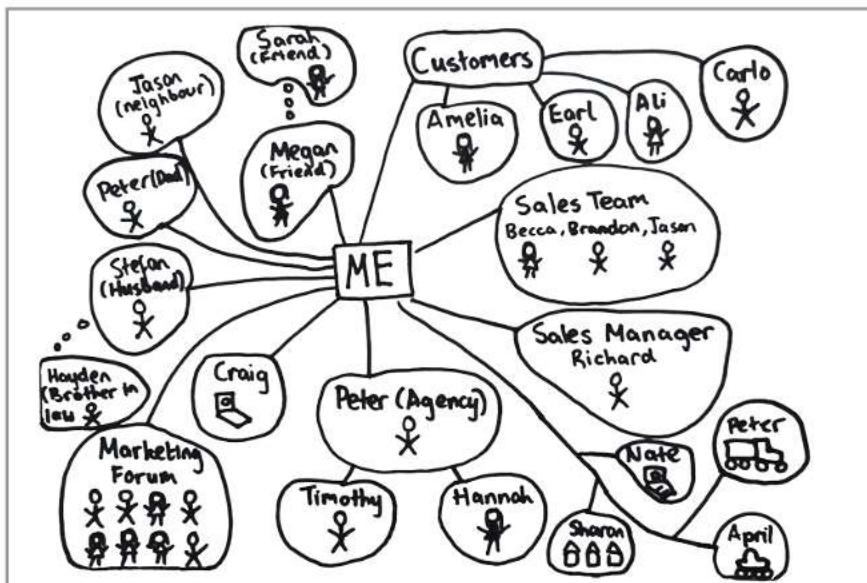 Sarah
(Friend)
Customers
Carlo
Jason
(neighbour)
Amelia
Earl
Ali
Megan
(Friend)
Peter (Dad)
Sales Team
Becca, Brandon, Jason
ME
Stefan
(Husband)
Sales Manager
Richard
Hayden
(Brother in
law
Craig
Peter (Agency)
Marketing
Forum
Nate
Peter
Timothy
Hannah
Sharon
April